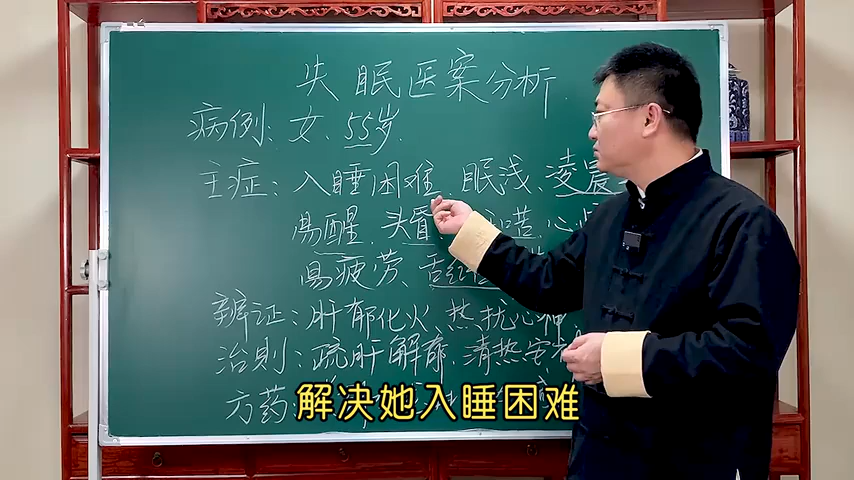 失眠医案分析.
病例: 女、55岁.
主症: 入睡困难、眠浅、凌晨
易醒、头
易疲劳、舌红
辨证: 肝郁化火、热扰心神
治则: 疏肝解郁、清热安
方药:
解决她入睡困难